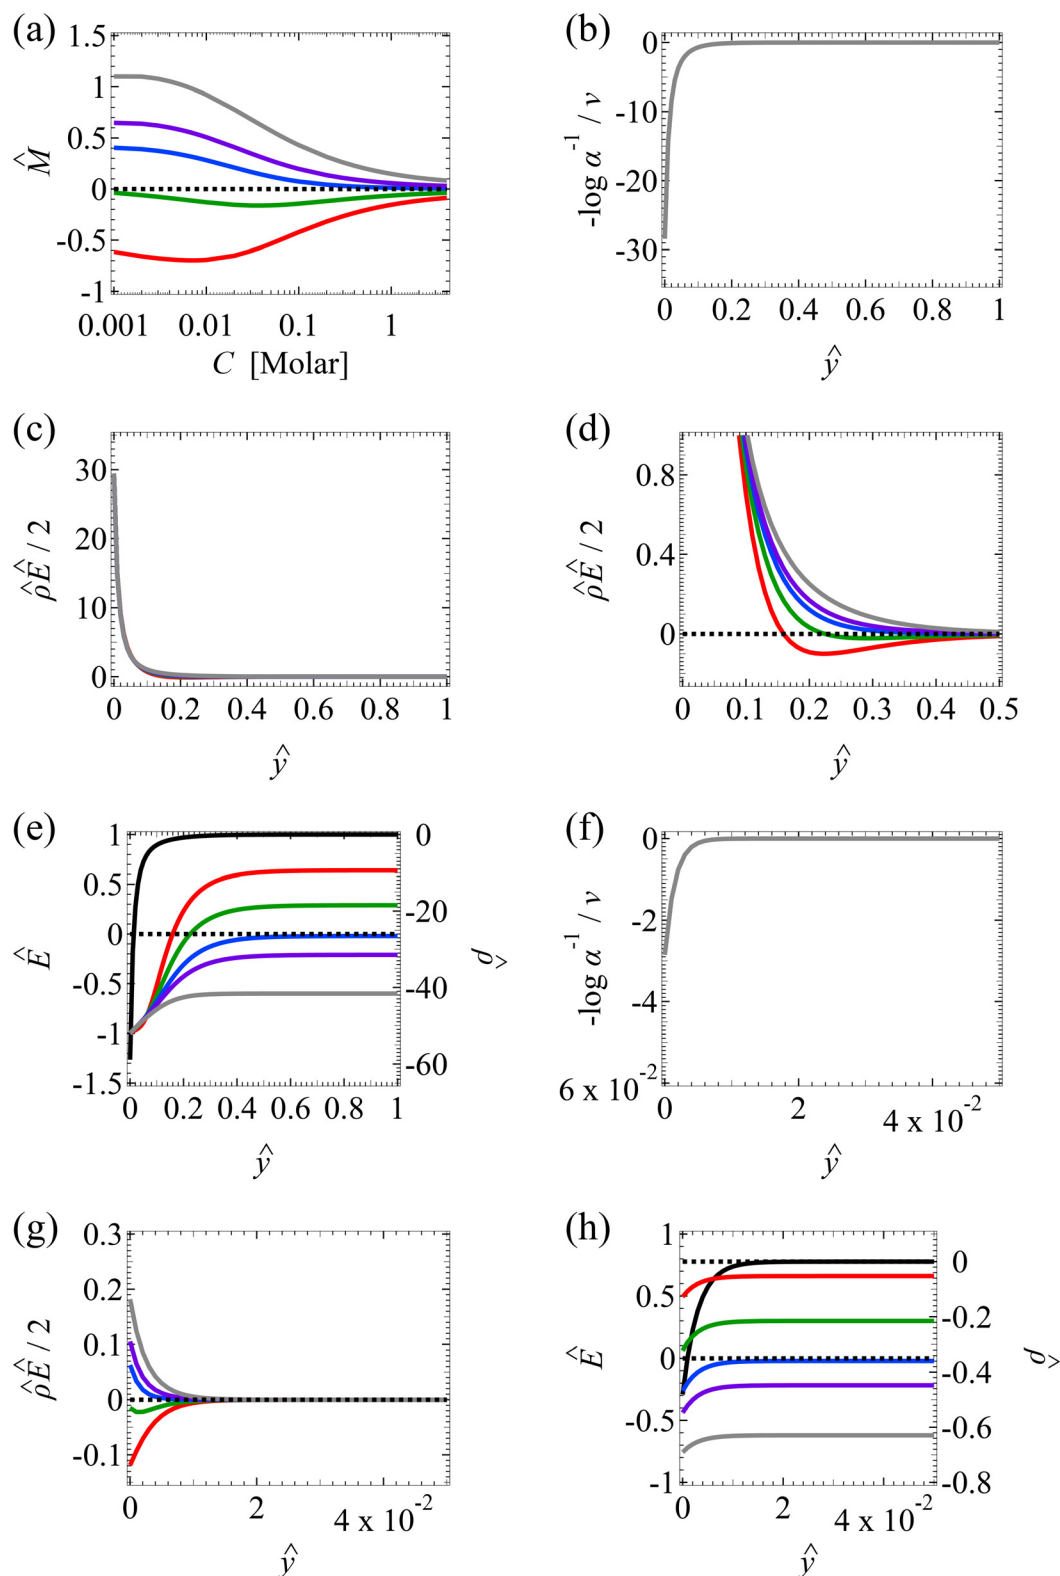 (a)
1.5
1
0.5
0
-0.5
-1
M̂
0.001 0.01 0.1 1
C [Molar]
(b)
0
-10
-20
-30
-log α⁻¹ / v
0 0.2 0.4 0.6 0.8 1
ŷ
(c)
30
20
10
0
ρ̂Ê / 2
0 0.2 0.4 0.6 0.8 1
ŷ
(d)
0.8
0.4
0
ρ̂Ê / 2
0 0.1 0.2 0.3 0.4 0.5
ŷ
(e)
1
0.5
0
-0.5
-1
-1.5
Ê
0
-20
-40
-60
ρ̂
0 0.2 0.4 0.6 0.8 1
ŷ
(f)
0
-2
-4
6 x 10⁻²
-log α⁻¹ / v
0 2 4 x 10⁻²
ŷ
(g)
0.3
0.2
0.1
0
-0.1
ρ̂Ê / 2
0 2 4 x 10⁻²
ŷ
(h)
1
0.5
0
-0.5
-1
Ê
0
-0.2
-0.4
-0.6
-0.8
ρ̂
0 2 4 x 10⁻²
ŷ